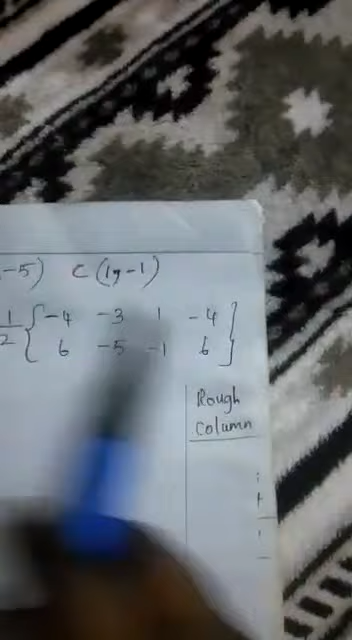 -5) C (1, -1)
1/2 { -4 -3 1 -4 }
6 -5 -1 6
Rough
Column